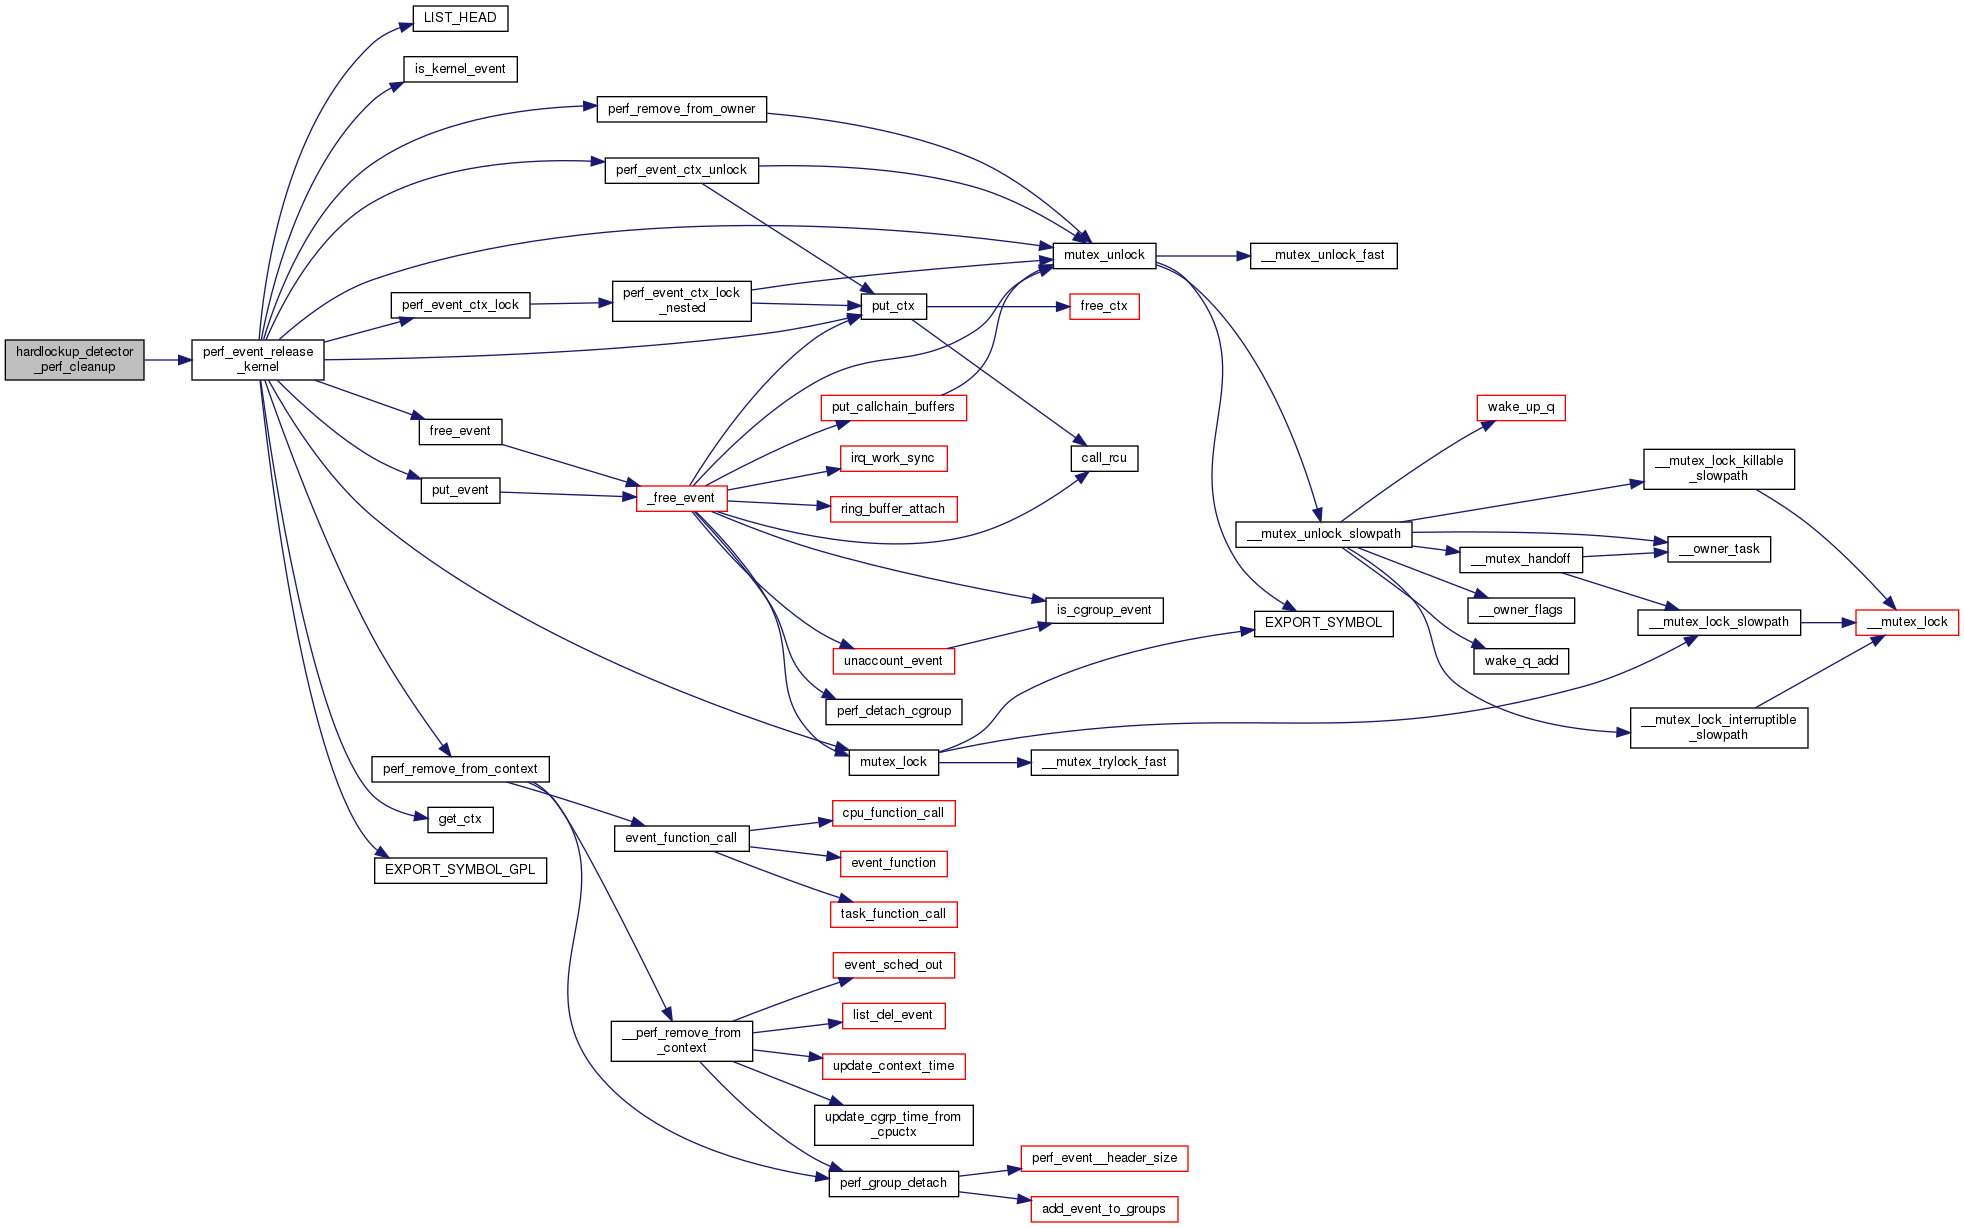 LIST_HEAD
is_kernel_event
perf_remove_from_owner
perf_event_ctx_unlock
mutex_unlock
__mutex_unlock_fast
perf_event_ctx_lock
perf_event_ctx_lock
_nested
put_ctx
free_ctx
hardlockup_detector
_perf_cleanup
perf_event_release
_kernel
put_callchain_buffers
wake_up_q
free_event
irq_work_sync
call_rcu
__mutex_lock_killable
_slowpath
put_event
_free_event
ring_buffer_attach
__mutex_unlock_slowpath
__owner_task
__mutex_handoff
is_cgroup_event
__owner_flags
EXPORT_SYMBOL
__mutex_lock_slowpath
__mutex_lock
unaccount_event
wake_q_add
perf_detach_cgroup
__mutex_lock_interruptible
_slowpath
perf_remove_from_context
mutex_lock
__mutex_trylock_fast
get_ctx
cpu_function_call
event_function_call
EXPORT_SYMBOL_GPL
event_function
task_function_call
event_sched_out
list_del_event
__perf_remove_from
_context
update_context_time
update_cgrp_time_from
_cpuctx
perf_event__header_size
perf_group_detach
add_event_to_groups